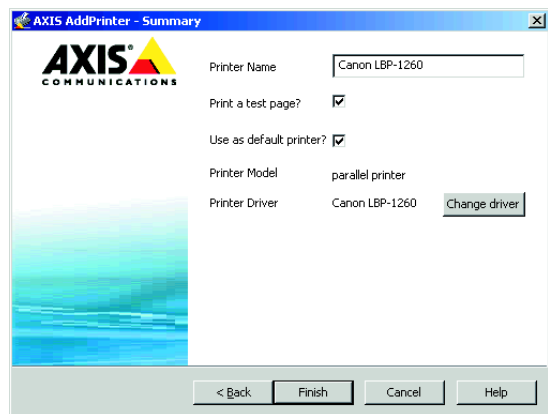 AXIS AddPrinter - Summary
AXIS
COMMUNICATIONS
Printer Name Canon LBP-1260
Print a test page?
Use as default printer?
Printer Model parallel printer
Printer Driver Canon LBP-1260 Change driver
< Back Finish Cancel Help